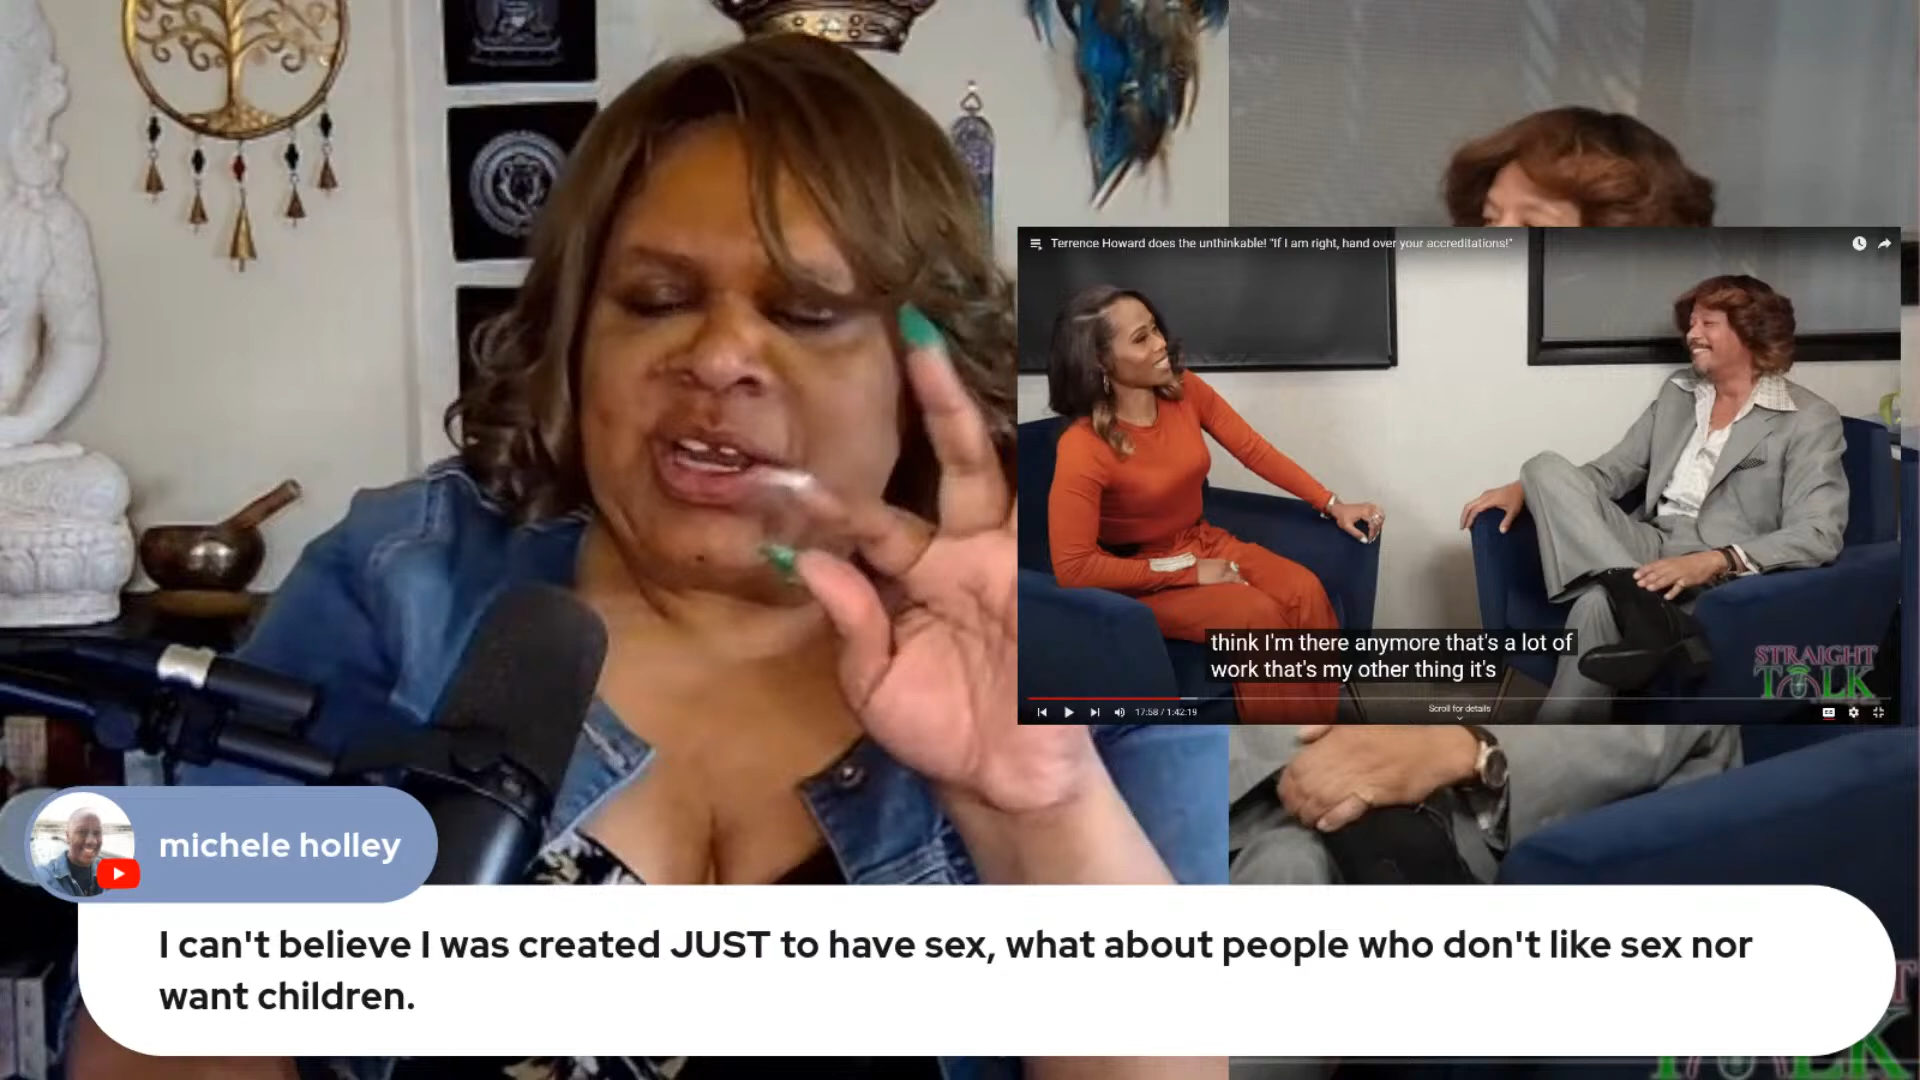 Terrence Howard does the unthinkable! "If I am right, hand over your accreditations!"
think I'm there anymore that's a lot of
work that's my other thing it's
STRAIGHT
TALK
17:58 / 1:42:19
Scroll for details
michele holley
I can't believe I was created JUST to have sex, what about people who don't like sex nor
want children.